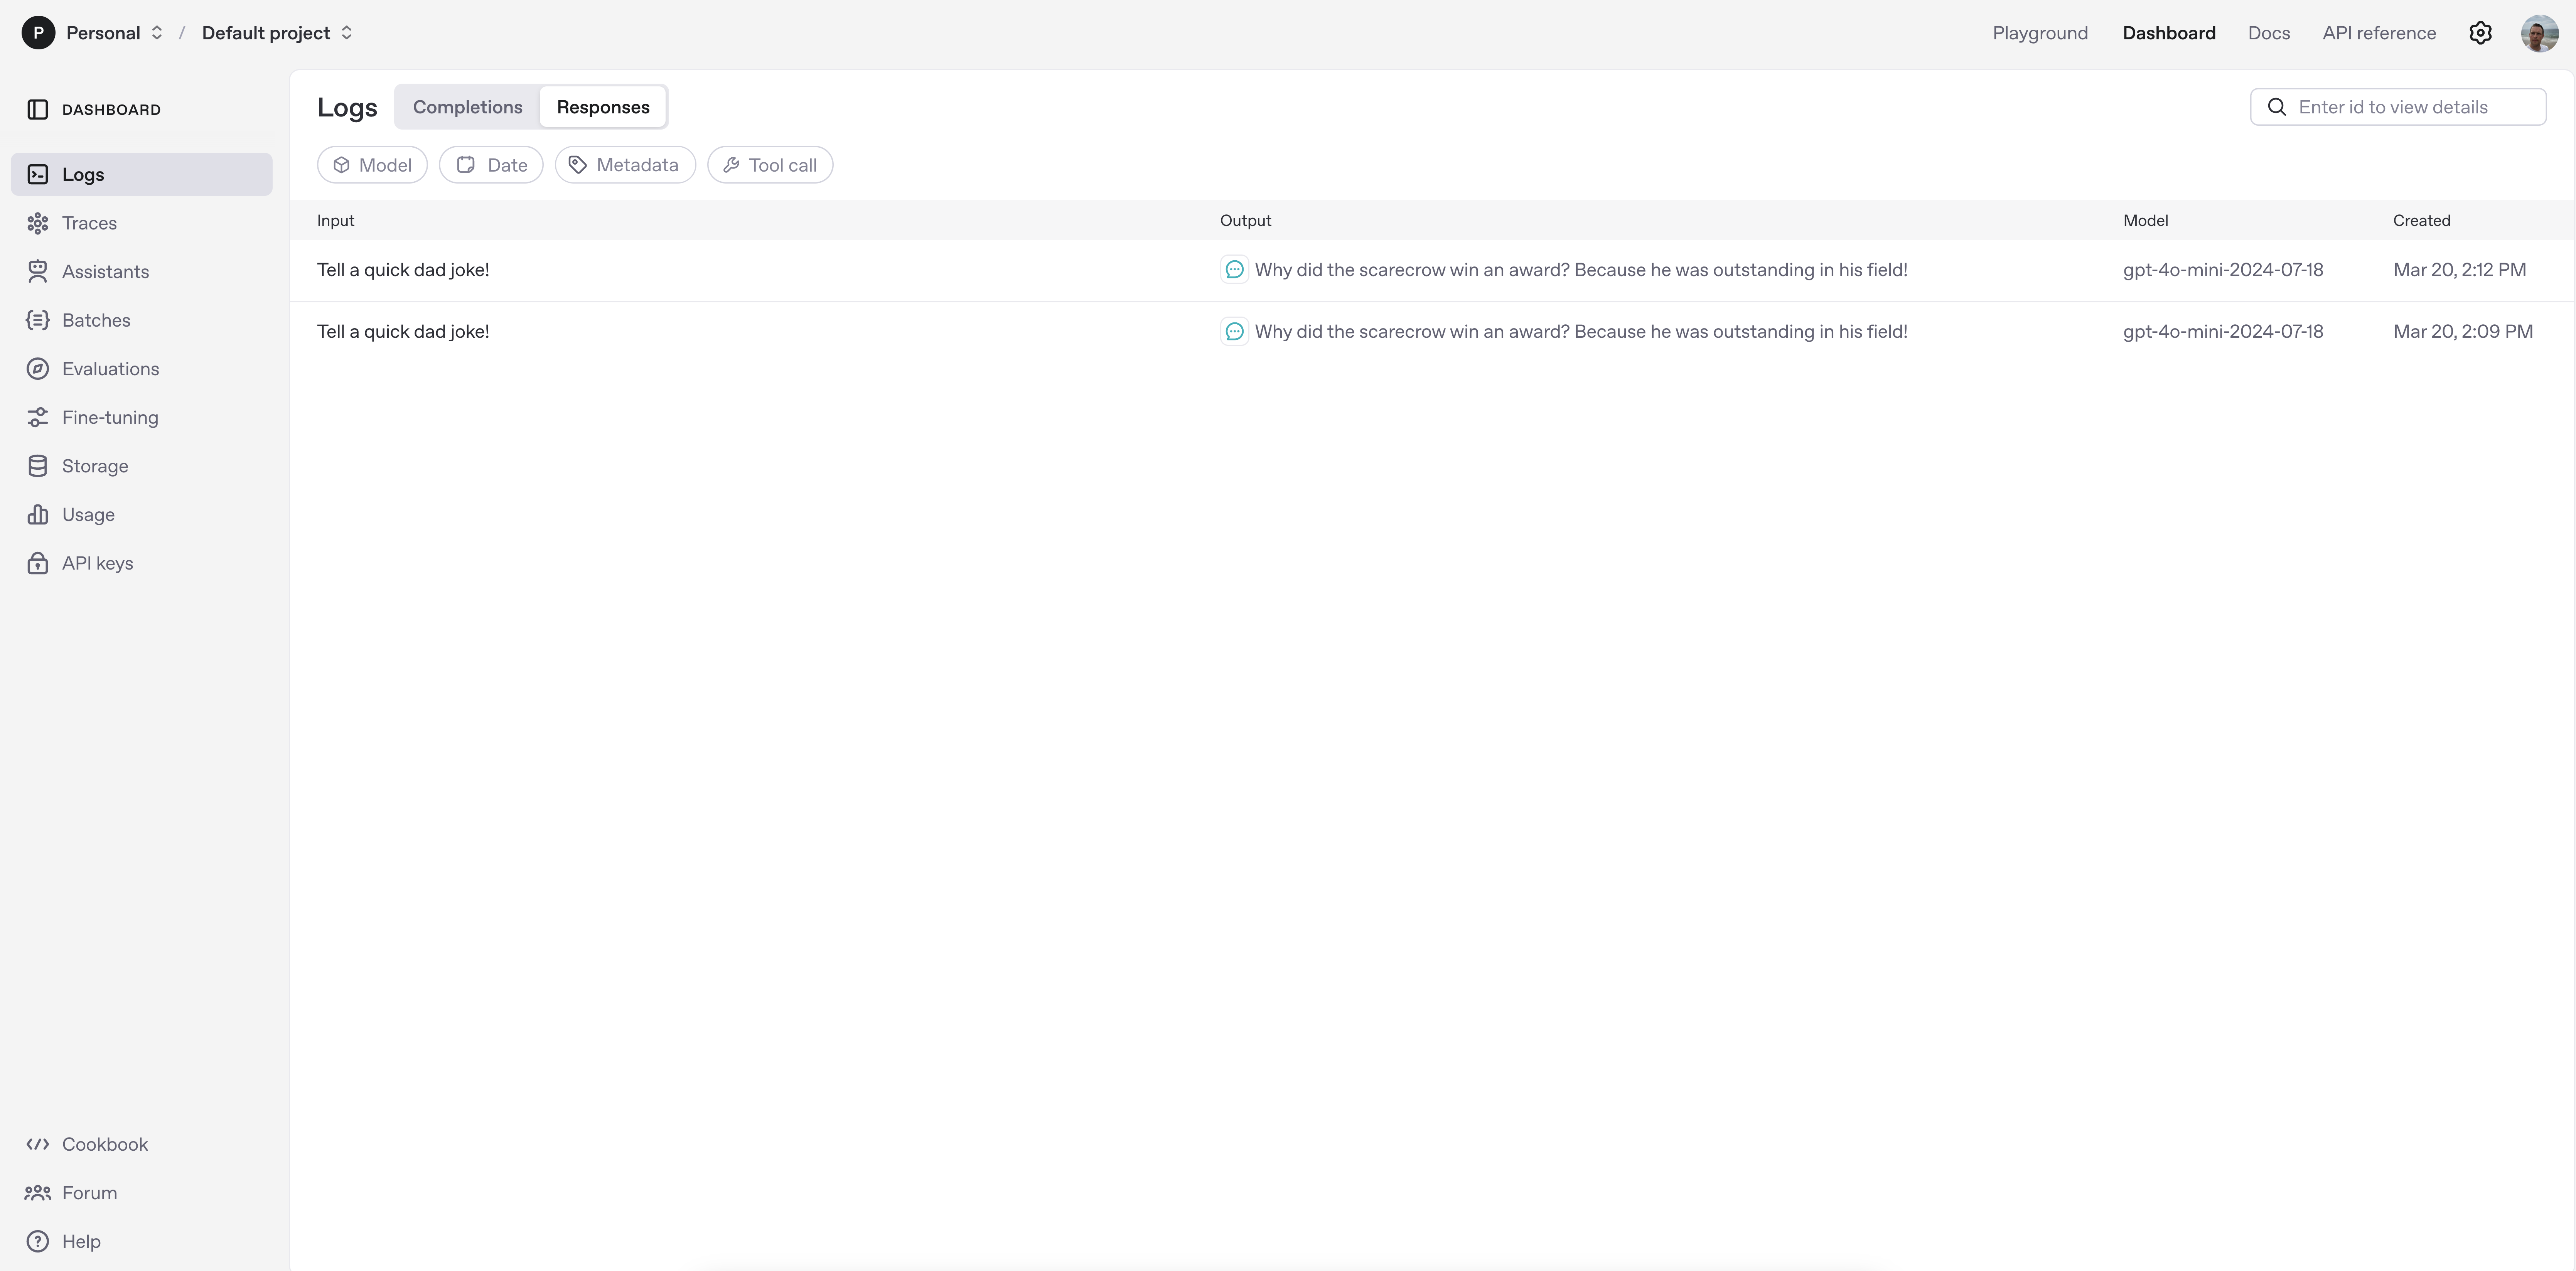 P Personal / Default project
Playground Dashboard Docs API reference
DASHBOARD
Logs
Traces
Assistants
Batches
Evaluations
Fine-tuning
Storage
Usage
API keys
Cookbook
Forum
Help
Logs Completions Responses
Enter id to view details
Model Date Metadata Tool call
Input Output Model Created
Tell a quick dad joke! Why did the scarecrow win an award? Because he was outstanding in his field! gpt-4o-mini-2024-07-18 Mar 20, 2:12 PM
Tell a quick dad joke! Why did the scarecrow win an award? Because he was outstanding in his field! gpt-4o-mini-2024-07-18 Mar 20, 2:09 PM